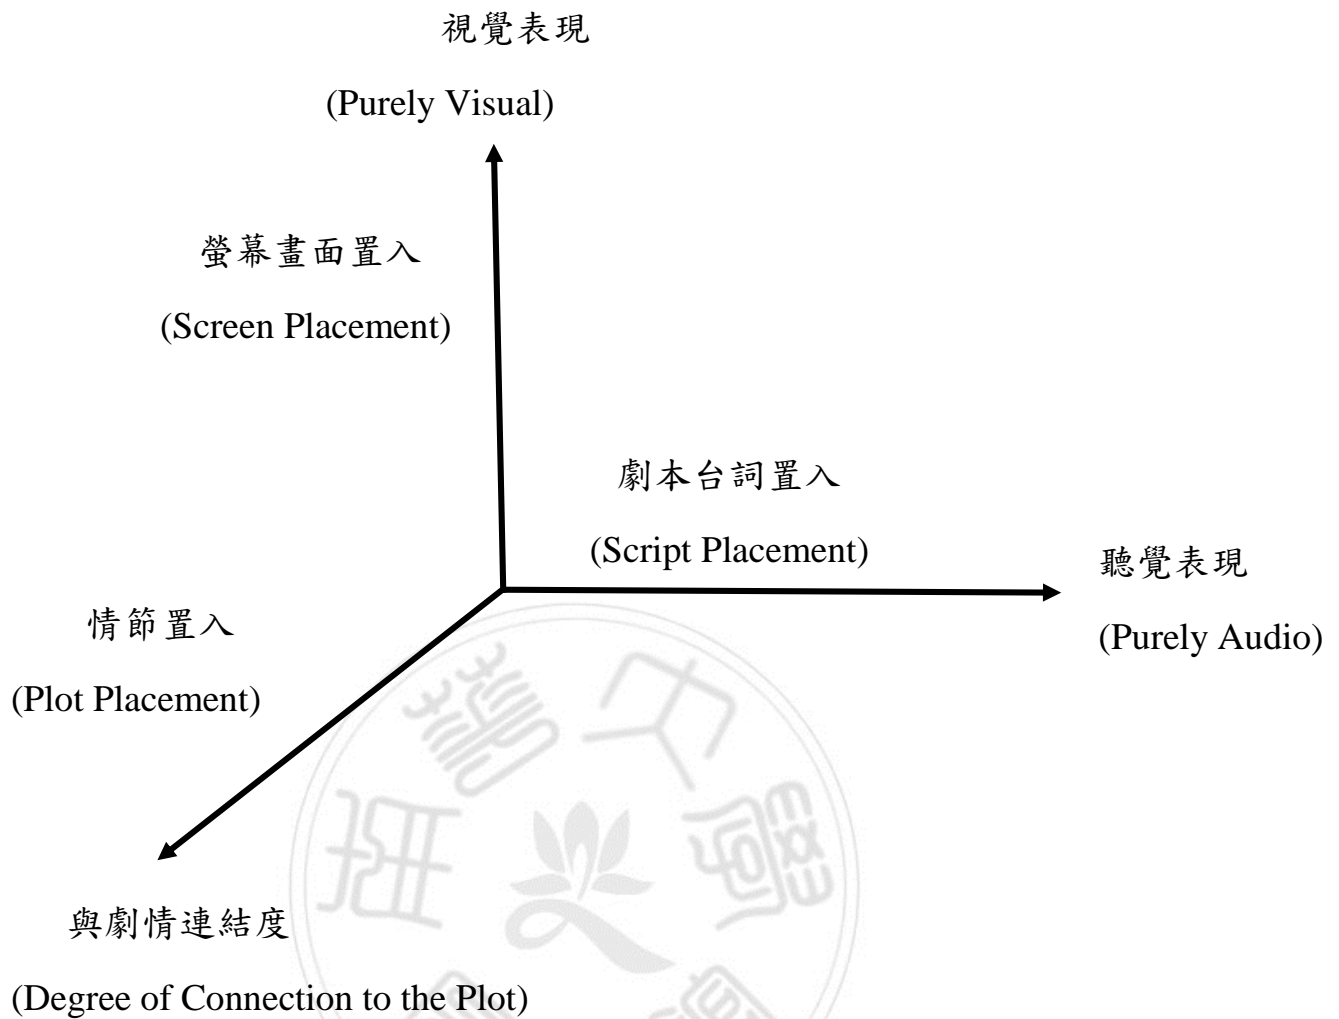 視覺表現
(Purely Visual)
螢幕畫面置入
(Screen Placement)
劇本台詞置入
(Script Placement)
聽覺表現
(Purely Audio)
情節置入
(Plot Placement)
與劇情連結度
(Degree of Connection to the Plot)